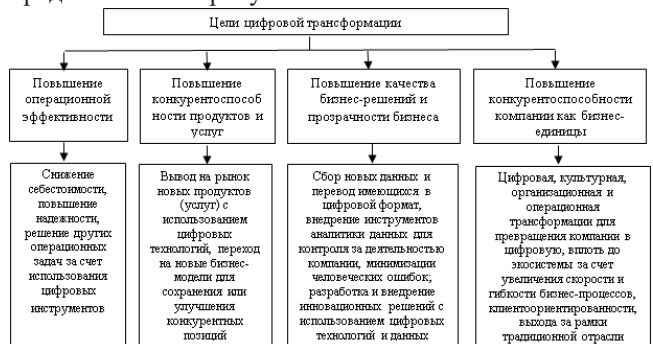 Цели цифровой трансформации
Повышение
операционной
эффективности
Повышение
конкурентоспособ
ности продуктов и
услуг
Повышение качества
бизнес-решений и
прозрачности бизнеса
Повышение
конкурентоспособности
компании как бизнес-
единицы
Снижение
себестоимости,
повышение
надежности,
решение других
операционных
задач за счет
использования
цифровых
инструментов
Вывод на рынок
новых продуктов
(услуг) с
использованием
цифровых
технологий, переход
на новые бизнес-
модели для
сохранения или
улучшения
конкурентных
позиций
Сбор новых данных и
перевод имеющихся в
цифровой формат,
внедрение инструментов
аналитики данных для
контроля за деятельностью
компании, минимизации
человеческих ошибок;
разработка и внедрение
инновационных решений с
использованием цифровых
технологий и данных
Цифровая, культурная,
организационная и
операционная
трансформации для
превращения компании в
цифровую, вплоть до
экосистемы за счет
увеличения скорости и
гибкости бизнес-процессов,
клиентоориентированности,
выхода за рамки
традиционной отрасли